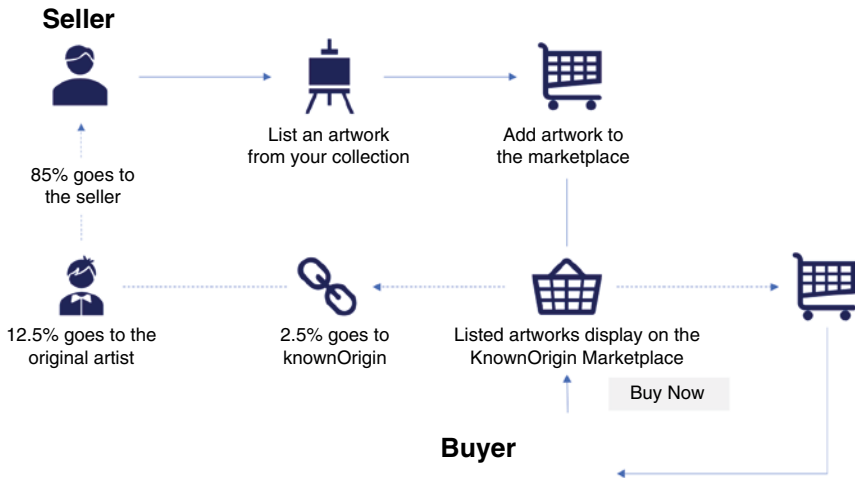 Seller
List an artwork
from your collection
Add artwork to
the marketplace
85% goes to
the seller
12.5% goes to the
original artist
2.5% goes to
knownOrigin
Listed artworks display on the
KnownOrigin Marketplace
Buy Now
Buyer